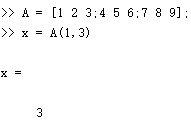 >> A = [1 2 3;4 5 6;7 8 9];
>> x = A(1,3)
x =
3